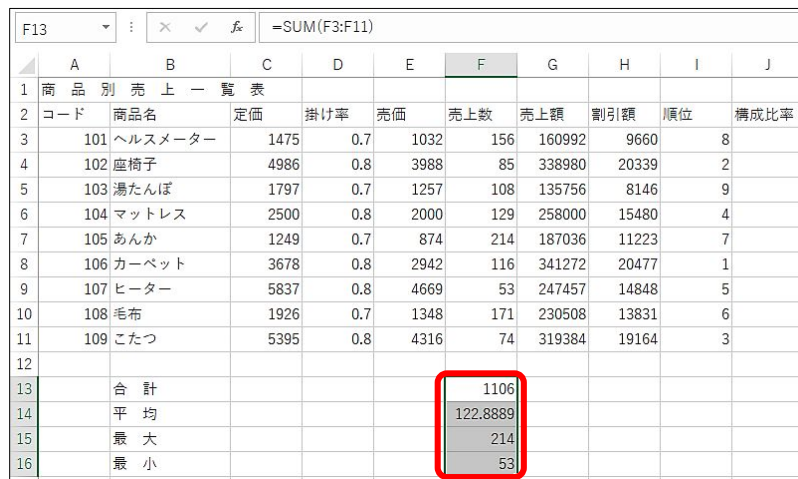 F13 fx =SUM(F3:F11)
A B C D E F G H I J
1 商 品 別 売 上 一 覧 表
2 コード 商品名 定価 掛け率 売価 売上数 売上額 割引額 順位 構成比率
3 101 ヘルスメーター 1475 0.7 1032 156 160992 9660 8
4 102 座椅子 4986 0.8 3988 85 338980 20339 2
5 103 湯たんぽ 1797 0.7 1257 108 135756 8146 9
6 104 マットレス 2500 0.8 2000 129 258000 15480 4
7 105 あんか 1249 0.7 874 214 187036 11223 7
8 106 カーペット 3678 0.8 2942 116 341272 20477 1
9 107 ヒーター 5837 0.8 4669 53 247457 14848 5
10 108 毛布 1926 0.7 1348 171 230508 13831 6
11 109 こたつ 5395 0.8 4316 74 319384 19164 3
12
13 合 計 1106
14 平 均 122.8889
15 最 大 214
16 最 小 53